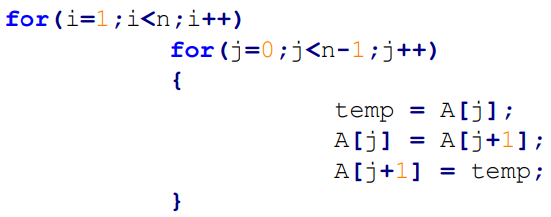 for(i=1;i<n;i++)
for(j=0;j<n-1;j++)
{
temp = A[j];
A[j] = A[j+1];
A[j+1] = temp;
}